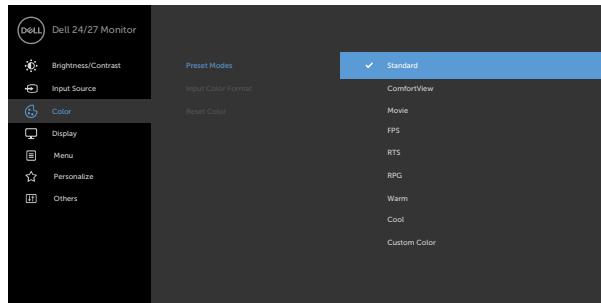 DELL
Dell 24/27 Monitor
Brightness/Contrast
Input Source
Color
Display
Menu
Personalize
Others
Preset Modes
Input Color Format
Reset Color
Standard
ComfortView
Movie
FPS
RTS
RPG
Warm
Cool
Custom Color